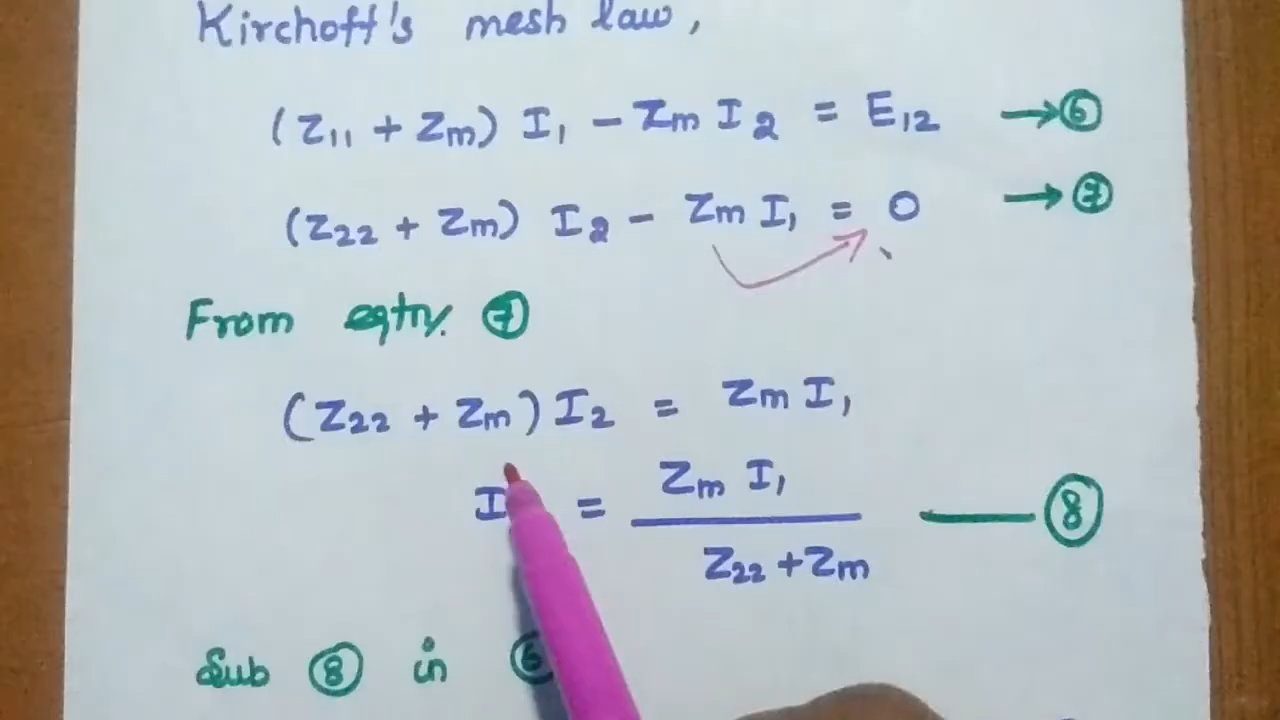 Kirchoff's mesh law,
(Z11 + Zm) I1 - Zm I2 = E12 → 6
(Z22 + Zm) I2 - Zm I1 = 0 → 7
From eqtn. 7
(Z22 + Zm) I2 = Zm I1
I = Zm I1 / Z22 + Zm — 8
Sub 8 in 6